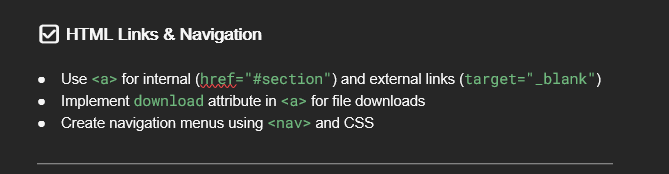 HTML Links & Navigation
● Use <a> for internal (href="#section") and external links (target="_blank")
● Implement download attribute in <a> for file downloads
● Create navigation menus using <nav> and CSS